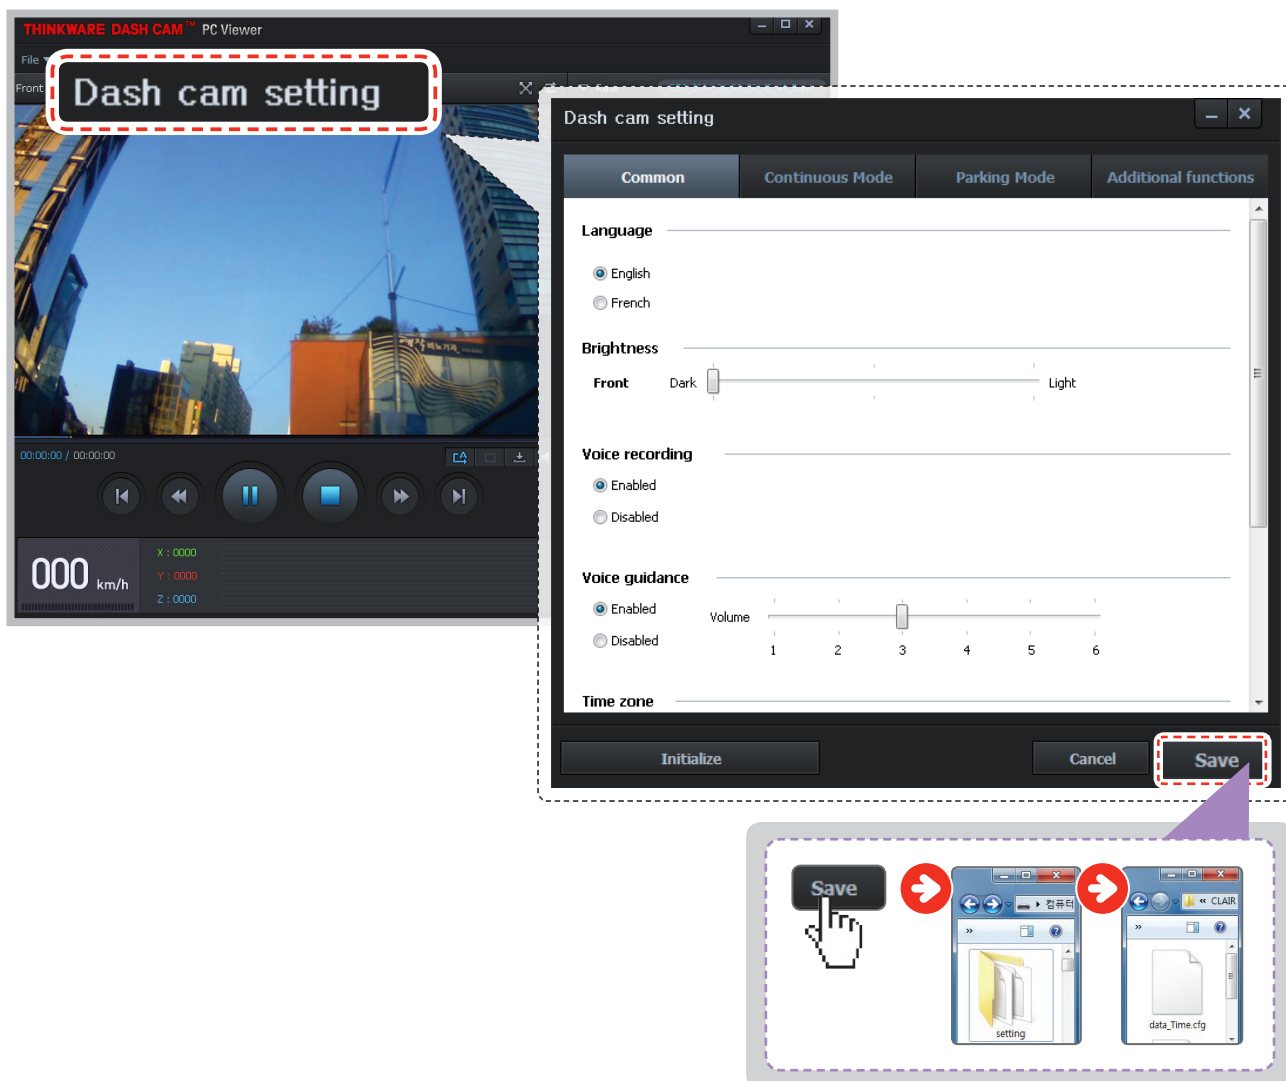 THINKWARE DASH CAM™ PC Viewer
File
Front
Dash cam setting
00:00:00 / 00:00:00
000 km/h
X : 0000
Y : 0000
Z : 0000
Dash cam setting
Common Continuous Mode Parking Mode Additional functions
Language
English
French
Brightness
Front Dark Light
Voice recording
Enabled
Disabled
Voice guidance
Enabled
Disabled
Volume
1 2 3 4 5 6
Time zone
Initialize Cancel Save
Save
컴퓨터
»
setting
« CLAIR
»
data_Time.cfg